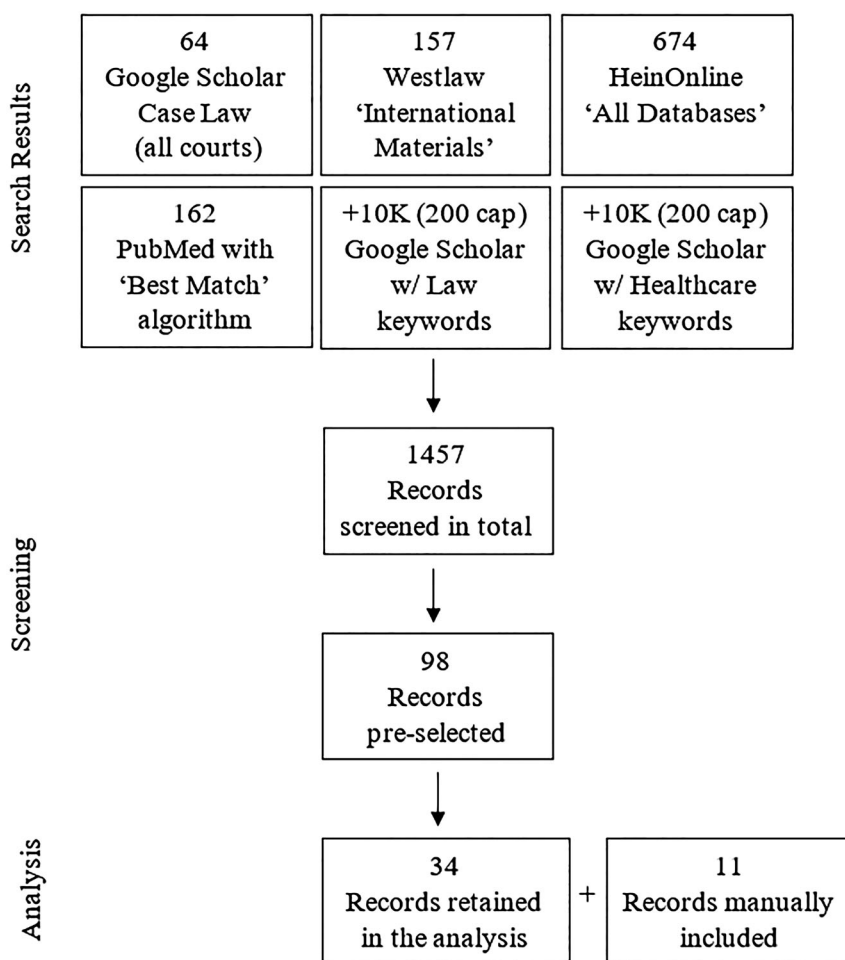 Search Results
64
Google Scholar
Case Law
(all courts)
157
Westlaw
‘International
Materials’
674
HeinOnline
‘All Databases’
162
PubMed with
‘Best Match’
algorithm
+10K (200 cap)
Google Scholar
w/ Law
keywords
+10K (200 cap)
Google Scholar
w/ Healthcare
keywords
Screening
1457
Records
screened in total
98
Records
pre-selected
Analysis
34
Records retained
in the analysis
+
11
Records manually
included